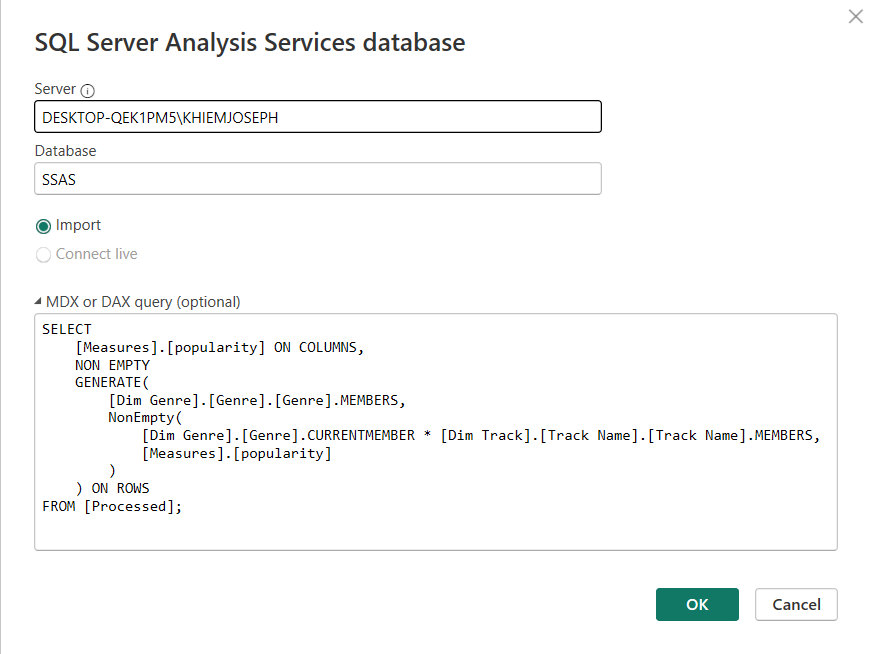 SQL Server Analysis Services database
Server
DESKTOP-QEK1PM5\KHIEMJOSEPH
Database
SSAS
Import
Connect live
MDX or DAX query (optional)
SELECT
    [Measures].[popularity] ON COLUMNS,
    NON EMPTY
    GENERATE(
        [Dim Genre].[Genre].[Genre].MEMBERS,
        NonEmpty(
            [Dim Genre].[Genre].CURRENTMEMBER * [Dim Track].[Track Name].[Track Name].MEMBERS,
            [Measures].[popularity]
        )
    ) ON ROWS
FROM [Processed];
OK Cancel